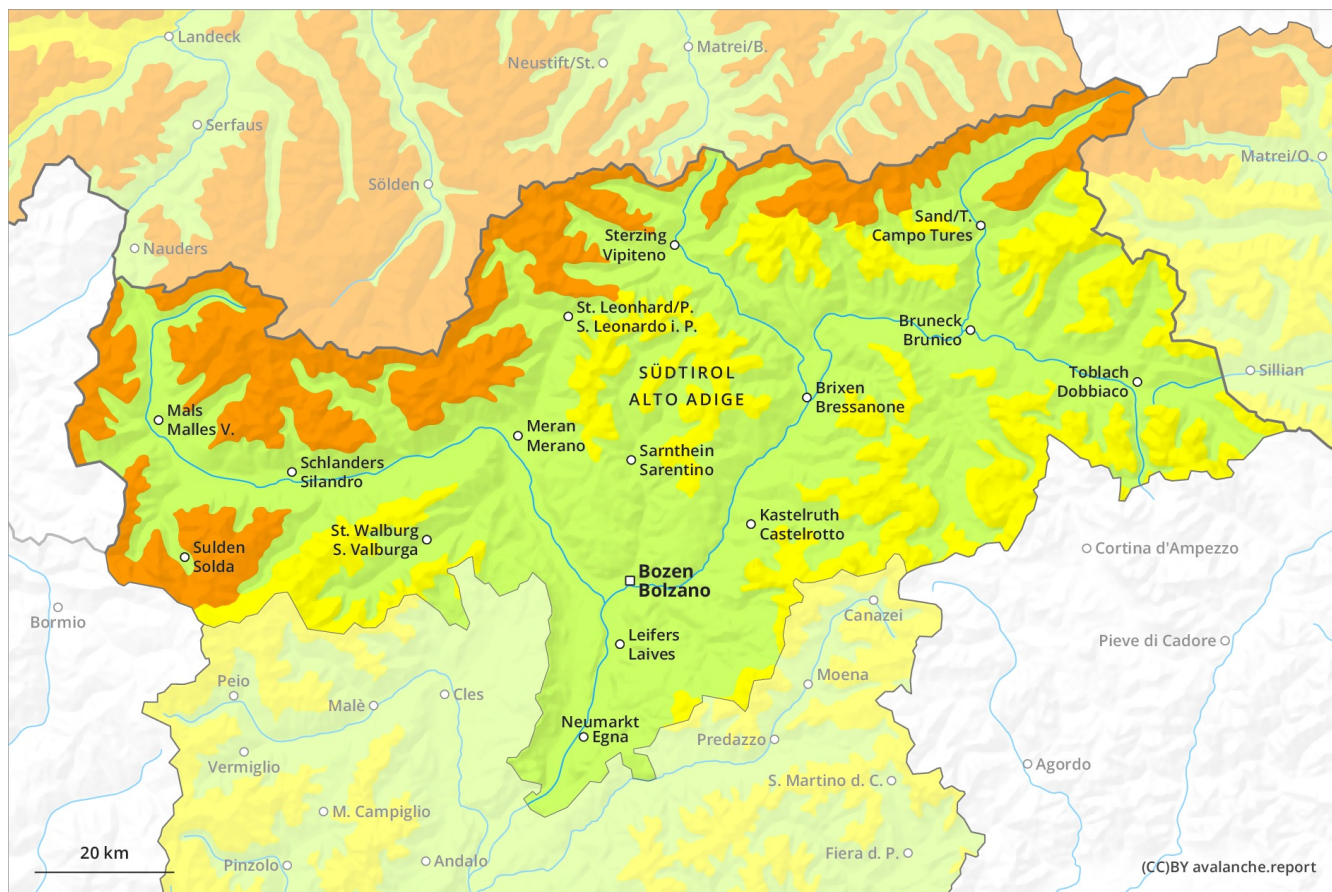 Landeck
Matrei/B.
Neustift/St.
Serfaus
Matrei/O.
Sölden
Nauders
Sand/T.
Campo Tures
Sterzing
Vipiteno
St. Leonhard/P.
S. Leonardo i. P.
Bruneck
Brunico
SÜDTIROL
ALTO ADIGE
Toblach
Dobbiaco
Sillian
Brixen
Bressanone
Mals
Malles V.
Meran
Merano
Schlanders
Silandro
Sarnthein
Sarentino
Kastelruth
Castelrotto
St. Walburg
S. Valburga
Sulden
Solda
Cortina d'Ampezzo
Bozen
Bolzano
Bormio
Canazei
Leifers
Laives
Pieve di Cadore
Peio
Moena
Malè
Cles
Neumarkt
Egna
Predazzo
Vermiglio
Agordo
S. Martino d. C.
M. Campiglio
20 km
Pinzolo
Andalo
Fiera d. P.
(CC)BY avalanche.report